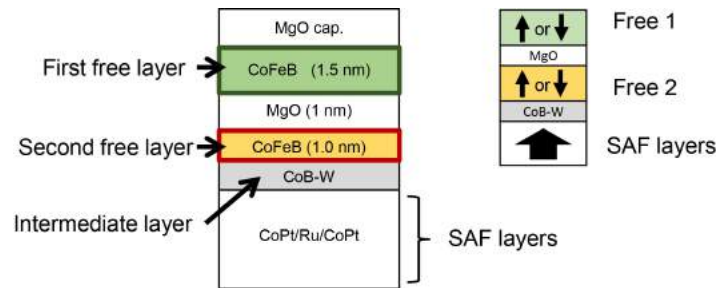 MgO cap.
First free layer
CoFeB (1.5 nm)
MgO (1 nm)
Second free layer
CoFeB (1.0 nm)
CoB-W
Intermediate layer
CoPt/Ru/CoPt
SAF layers
or
Free 1
MgO
or
Free 2
CoB-W
SAF layers